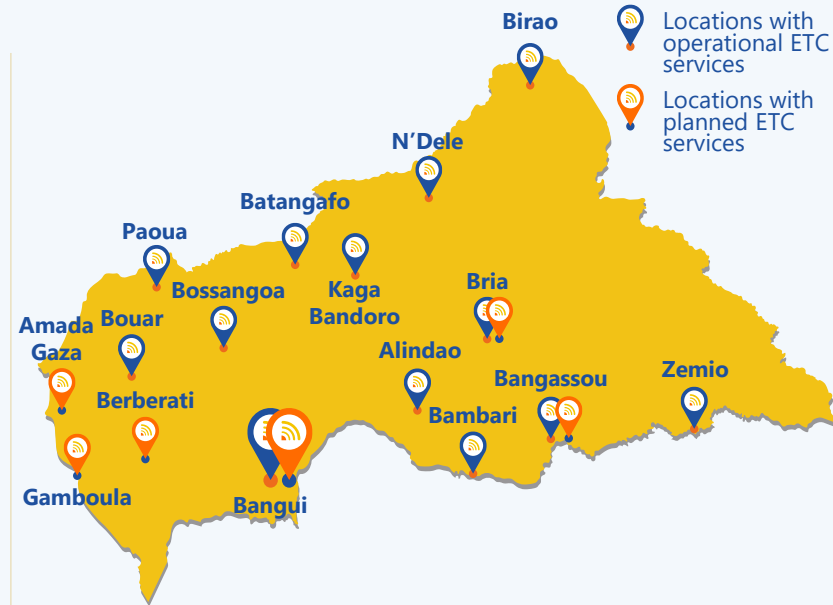 Birao
Locations with
operational ETC
services
Locations with
planned ETC
services
N'Dele
Batangafo
Paoua
Bossangoa
Kaga
Bandoro
Bria
Amada
Gaza
Bouar
Alindao
Bangassou
Zemio
Berberati
Bambari
Gamboula
Bangui